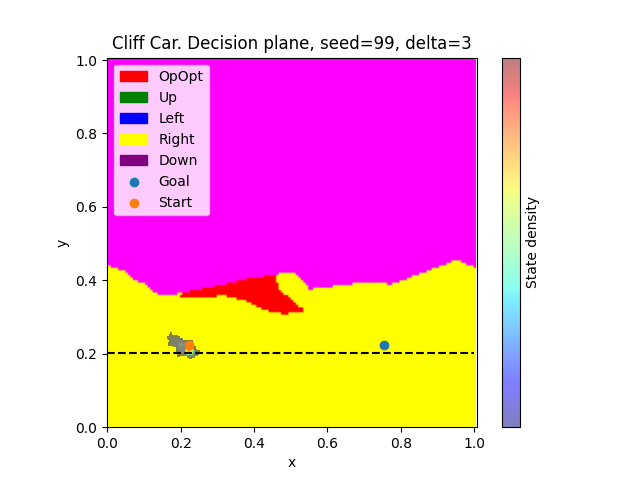 Cliff Car. Decision plane, seed=99, delta=3
1.0
0.8
0.6
0.4
0.2
0.0
y
OpOpt
Up
Left
Right
Down
Goal
Start
0.0 0.2 0.4 0.6 0.8 1.0
x
State density